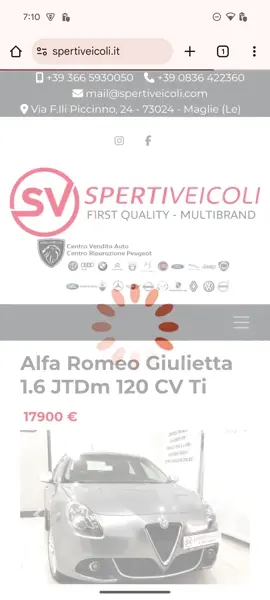 7:10
spertiveicoli.it
1
+39 366 5930050 +39 0836 422360
mail@spertiveicoli.com
Via F.lli Piccinno, 24 - 73024 - Maglie (Le)
SV SPERTIVEICOLI
FIRST QUALITY - MULTIBRAND
Centro Vendita Auto
Centro Riparazione Peugeot
Alfa Romeo Giulietta
1.6 JTDm 120 CV Ti
17900 €